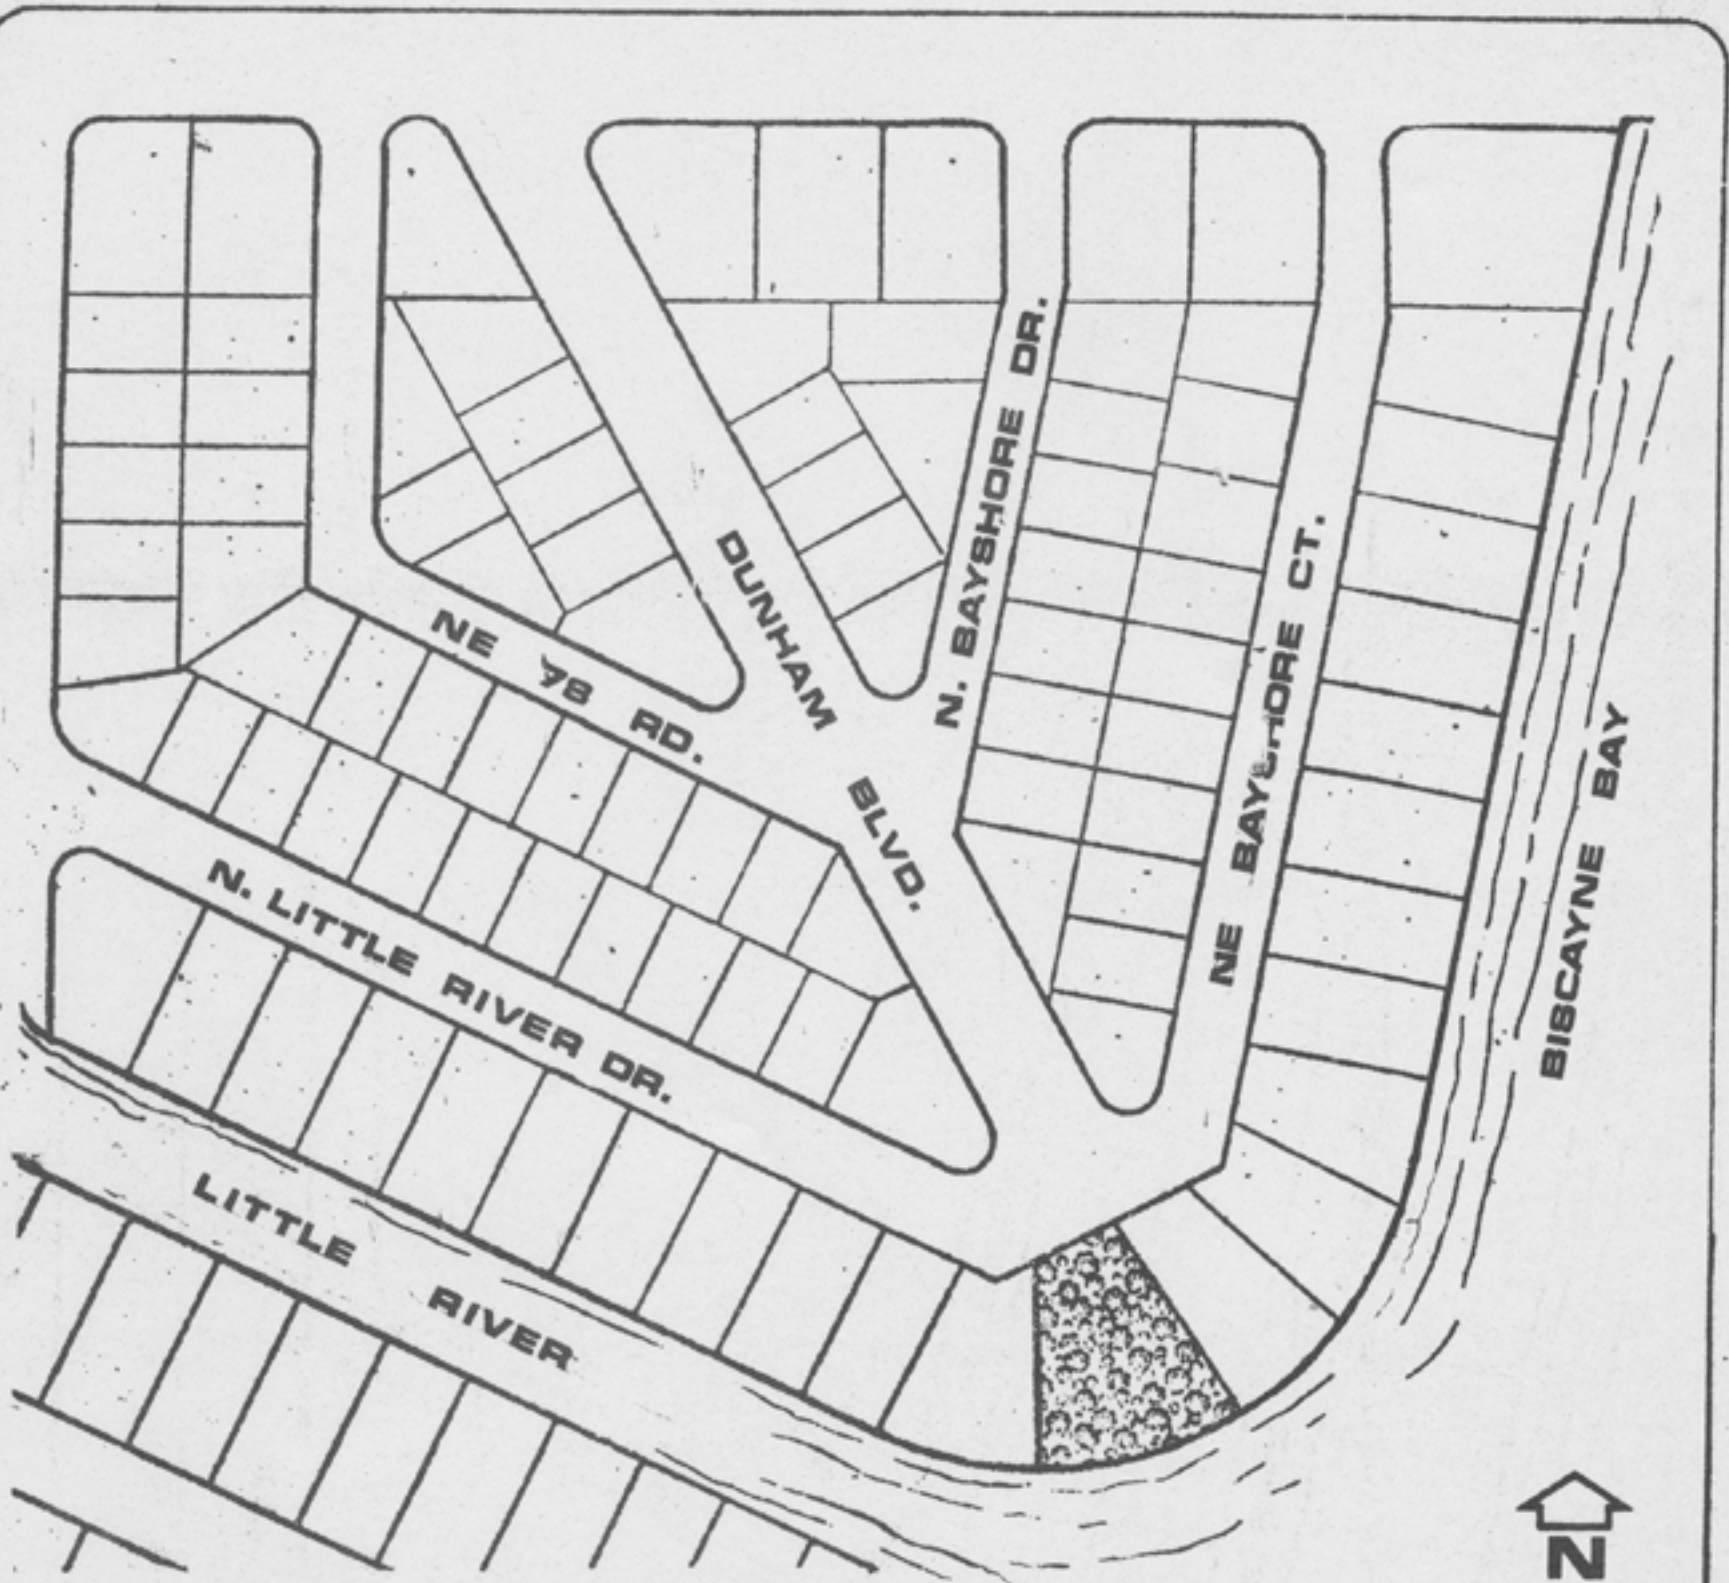 N. BAYSHORE DR.
DUNHAM BLVD.
NE BAYSHORE CT.
NE 78 RD.
BISCAYNE BAY
N. LITTLE RIVER DR.
LITTLE RIVER
N